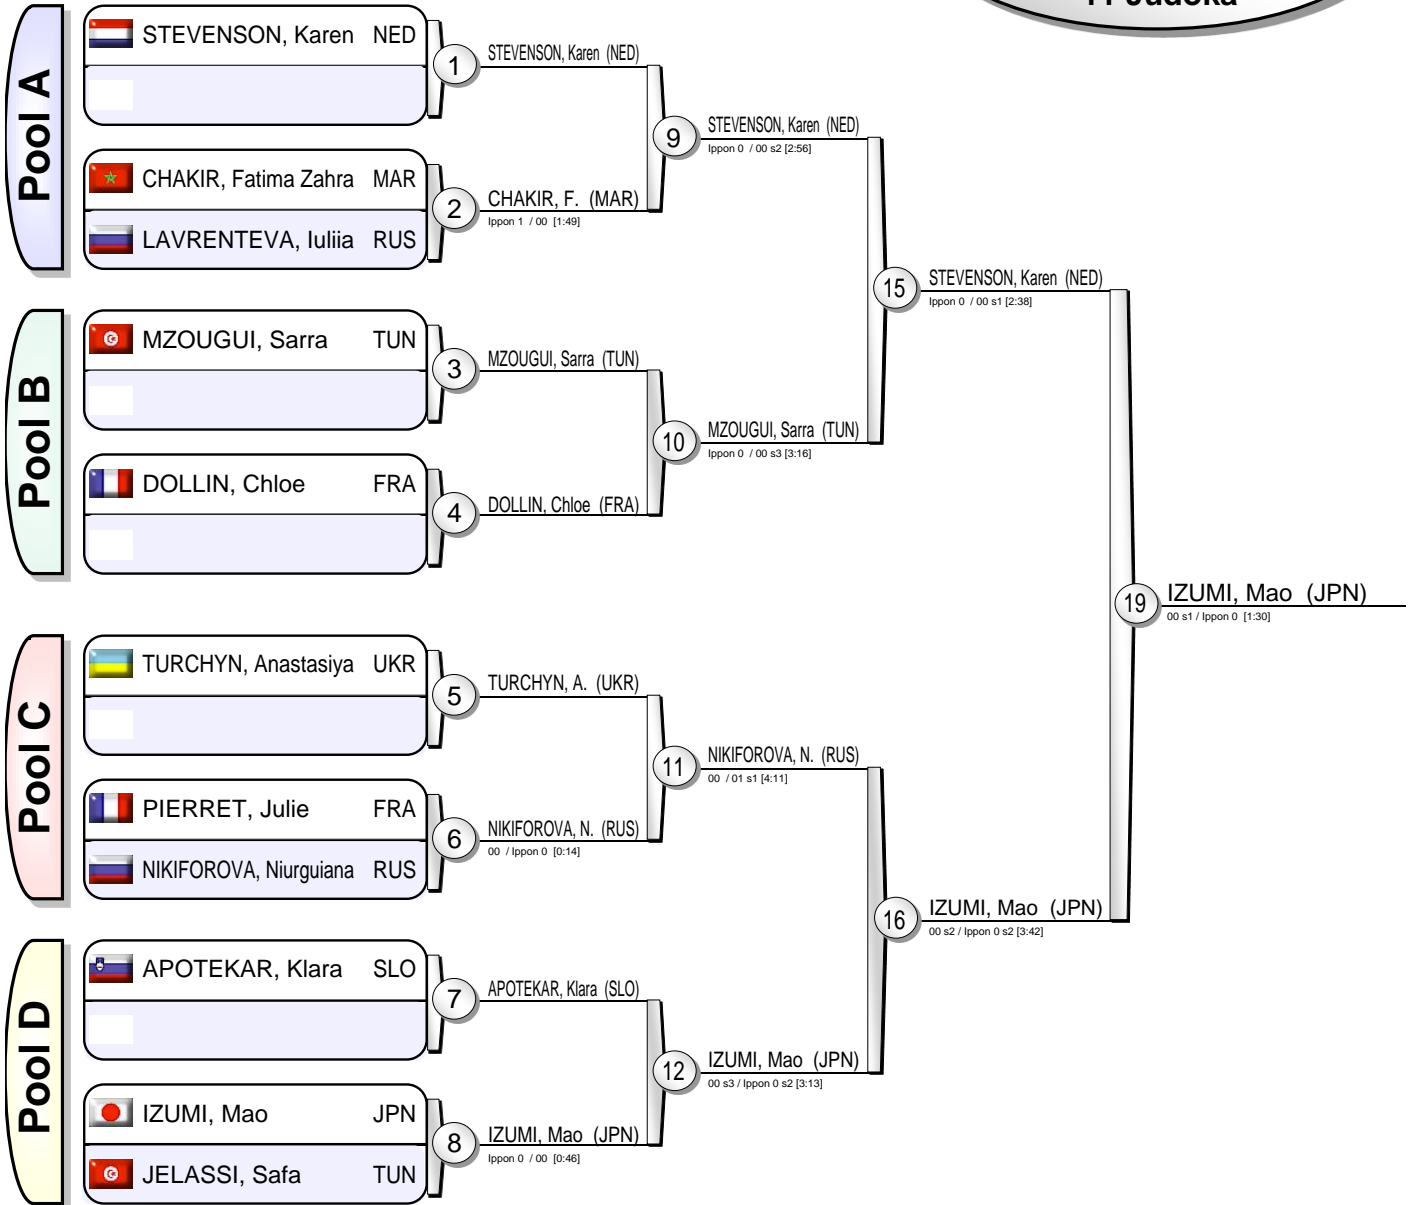 11 Judoka
Pool A
STEVENSON, Karen NED
CHAKIR, Fatima Zahra MAR
LAVRENTEVA, Iuliia RUS
Pool B
MZOUGUI, Sarra TUN
DOLLIN, Chloe FRA
Pool C
TURCHYN, Anastasiya UKR
PIERRET, Julie FRA
NIKIFOROVA, Niurguiana RUS
Pool D
APOTEKAR, Klara SLO
IZUMI, Mao JPN
JELASSI, Safa TUN
1
STEVENSON, Karen (NED)
2
CHAKIR, F. (MAR)
Ippon 1 / 00 [1:49]
3
MZOUGUI, Sarra (TUN)
4
DOLLIN, Chloe (FRA)
5
TURCHYN, A. (UKR)
6
NIKIFOROVA, N. (RUS)
00 / Ippon 0 [0:14]
7
APOTEKAR, Klara (SLO)
8
IZUMI, Mao (JPN)
Ippon 0 / 00 [0:46]
9
STEVENSON, Karen (NED)
Ippon 0 / 00 s2 [2:56]
10
MZOUGUI, Sarra (TUN)
Ippon 0 / 00 s3 [3:16]
11
NIKIFOROVA, N. (RUS)
00 / 01 s1 [4:11]
12
IZUMI, Mao (JPN)
00 s3 / Ippon 0 s2 [3:13]
15
STEVENSON, Karen (NED)
Ippon 0 / 00 s1 [2:38]
16
IZUMI, Mao (JPN)
00 s2 / Ippon 0 s2 [3:42]
19
IZUMI, Mao (JPN)
00 s1 / Ippon 0 [1:30]